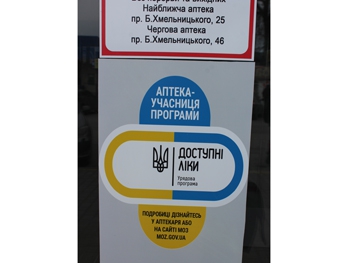 Найближча аптека
пр. Б.Хмельницького, 25
Чергова аптека
пр. Б.Хмельницького, 46
АПТЕКА-
УЧАСНИЦЯ
ПРОГРАМИ
ДОСТУПНІ
ЛІКИ
Урядова
програма
ПОДРОБИЦІ ДІЗНАЙТЕСЬ
У АПТЕКАРЯ АБО
НА САЙТІ МОЗ
MOZ.GOV.UA